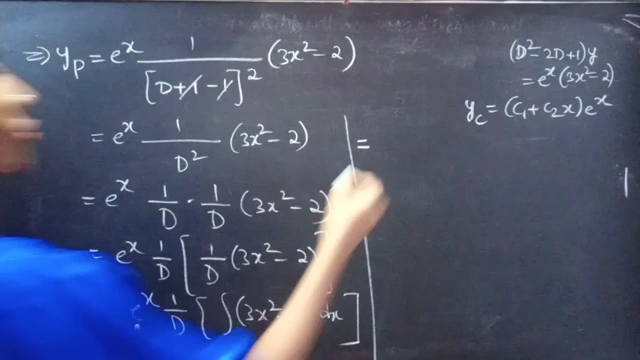 ⇒ y_p = e^x 1/[D+1-1]^2 (3x^2-2)
= e^x 1/D^2 (3x^2-2)
= e^x 1/D · 1/D (3x^2-2)
= e^x 1/D [1/D (3x^2-2)
e^x 1/D [∫(3x^2 dx]
=
(D^2-2D+1)y
= e^x (3x^2-2)
y_c = (c_1+c_2x)e^x